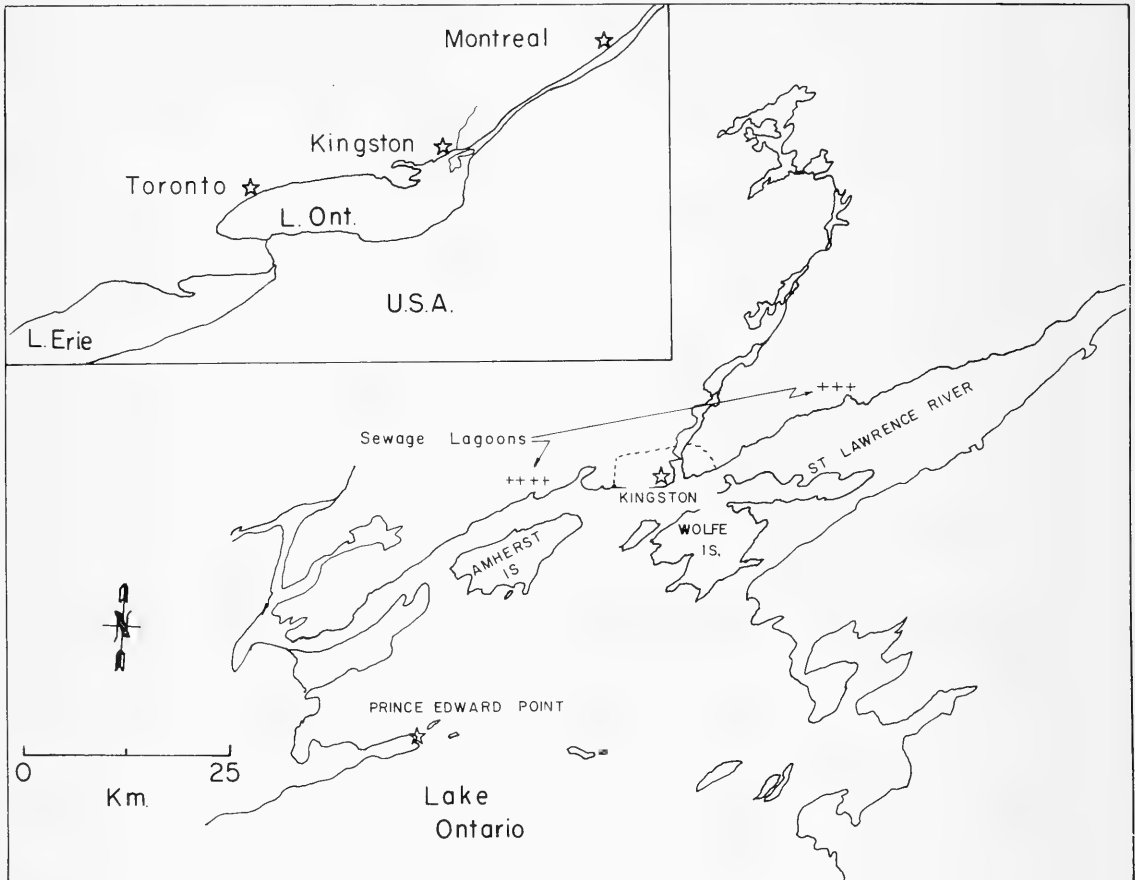 Montreal
Kingston
Toronto
L. Ont.
U.S.A.
L. Erie
+++
Sewage Lagoons
ST LAWRENCE RIVER
++++
KINGSTON
WOLFE
IS.
AMHERST
IS
N
PRINCE EDWARD POINT
0 25
Km.
Lake
Ontario